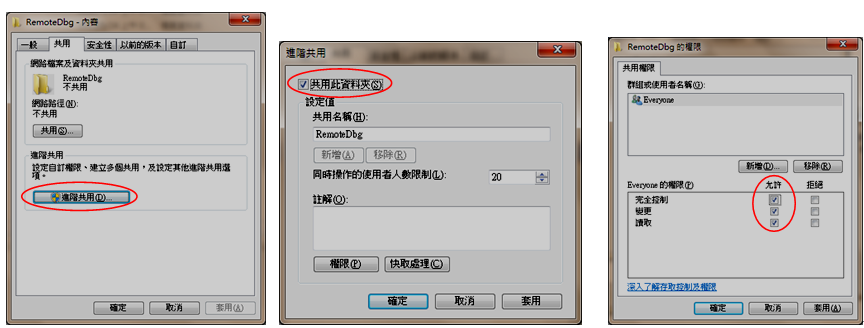 RemoteDbg - 內容
一般 共用 安全性 以前的版本 自訂
網路檔案及資料夾共用
RemoteDbg
不共用
網路路徑(N):
不共用
共用(S)...
進階共用
設定自訂權限、建立多個共用，及設定其他進階共用選
項。
進階共用(D)...
確定 取消 套用(A)
進階共用
共用此資料夾(S)
設定值
共用名稱(H):
RemoteDbg
新增(A) 移除(R)
同時操作的使用者人數限制(L): 20
註解(O):
權限(P) 快取處理(C)
確定 取消 套用
RemoteDbg 的權限
共用權限
群組或使用者名稱(G):
Everyone
新增(D)... 移除(R)
Everyone 的權限(P) 允許 拒絕
完全控制
變更
讀取
深入了解存取控制及權限
確定 取消 套用(A)